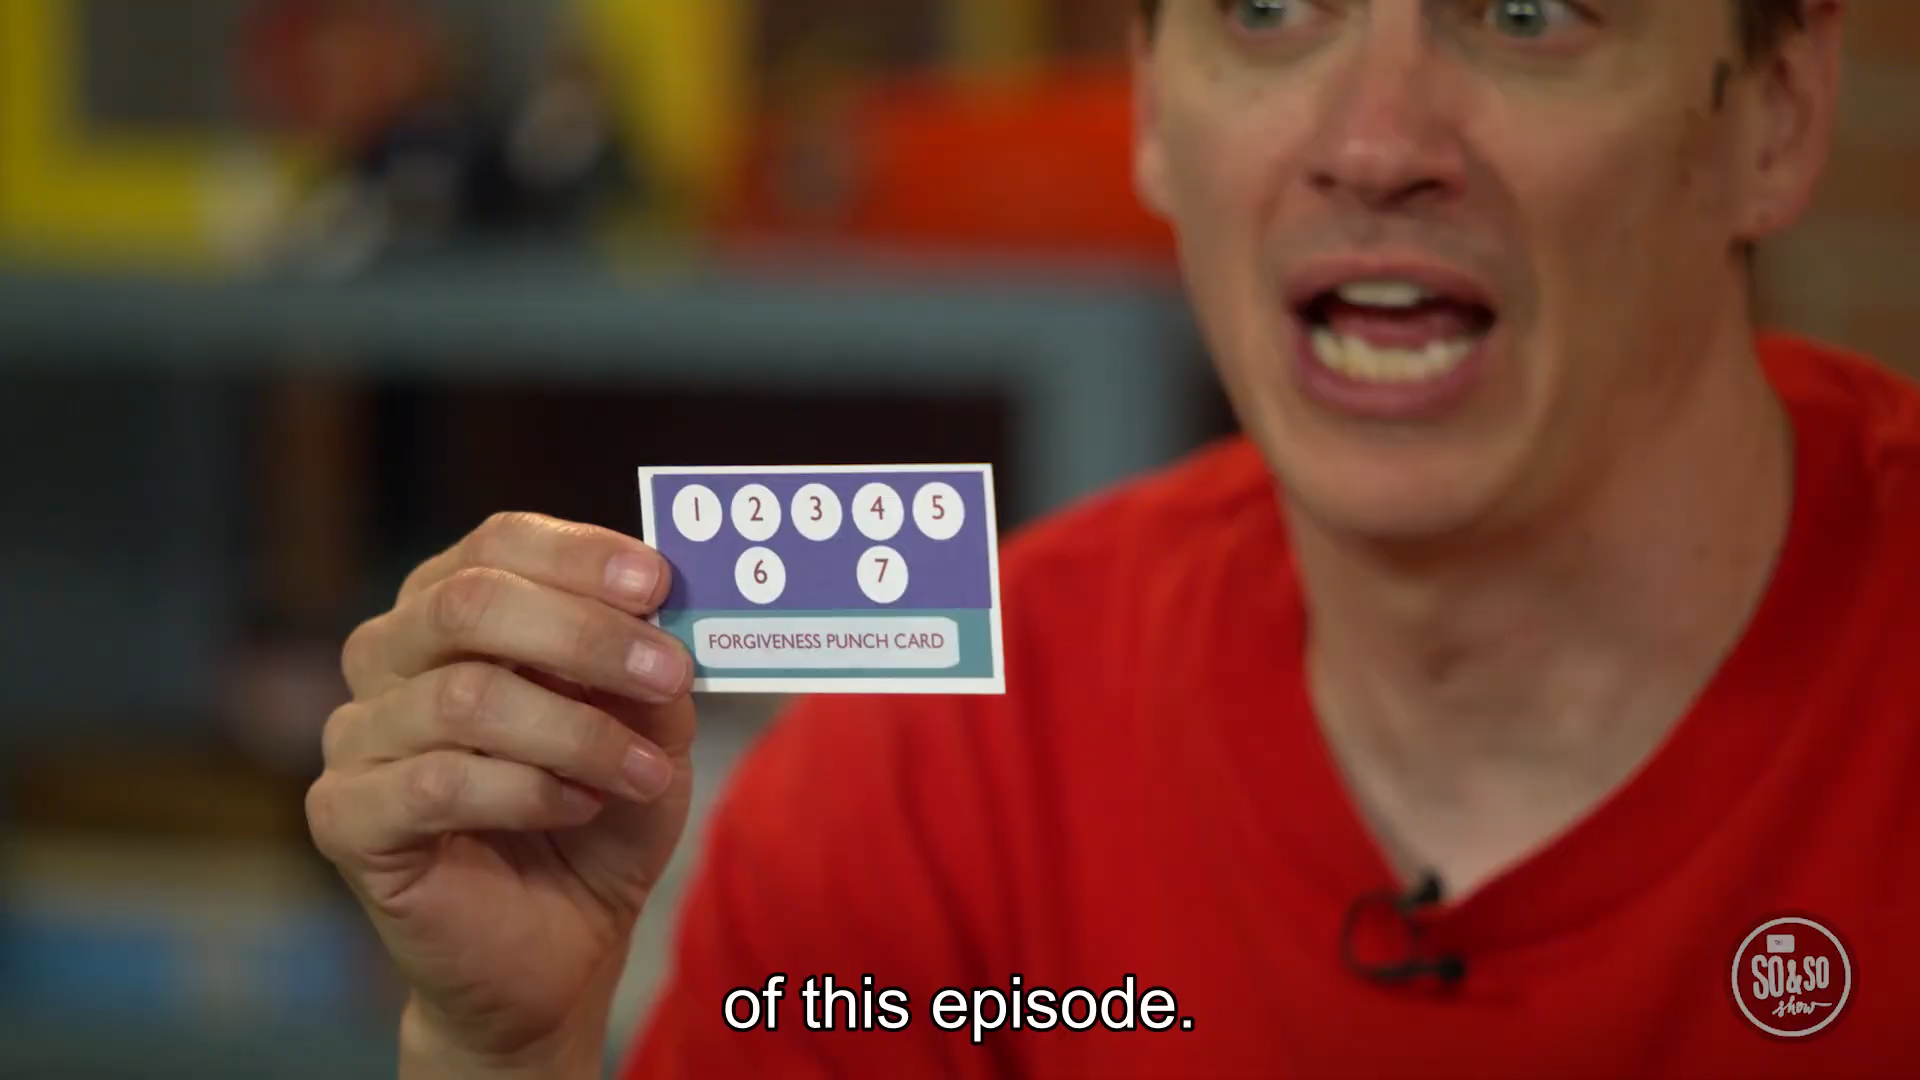 1 2 3 4 5
6 7
FORGIVENESS PUNCH CARD
of this episode.
SO&SO
show